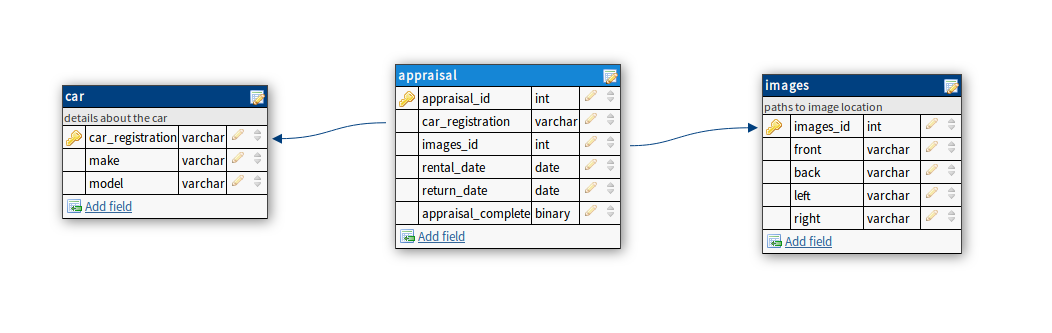 car
details about the car
car_registration varchar
make varchar
model varchar
Add field
appraisal
appraisal_id int
car_registration varchar
images_id int
rental_date date
return_date date
appraisal_complete binary
Add field
images
paths to image location
images_id int
front varchar
back varchar
left varchar
right varchar
Add field